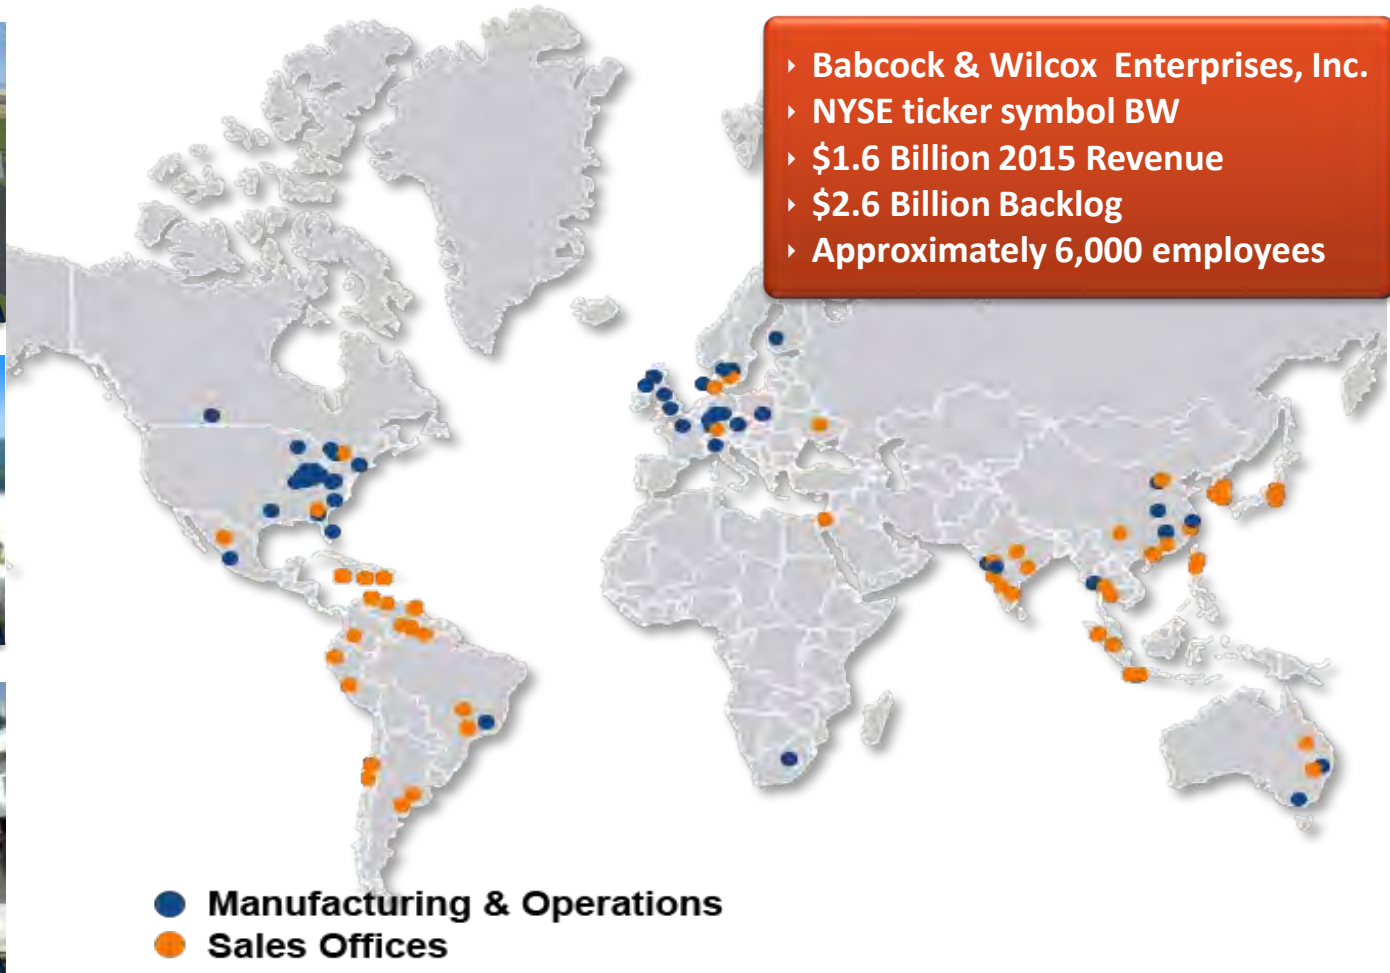 ‣ Babcock & Wilcox Enterprises, Inc.
‣ NYSE ticker symbol BW
‣ $1.6 Billion 2015 Revenue
‣ $2.6 Billion Backlog
‣ Approximately 6,000 employees
Manufacturing & Operations
Sales Offices